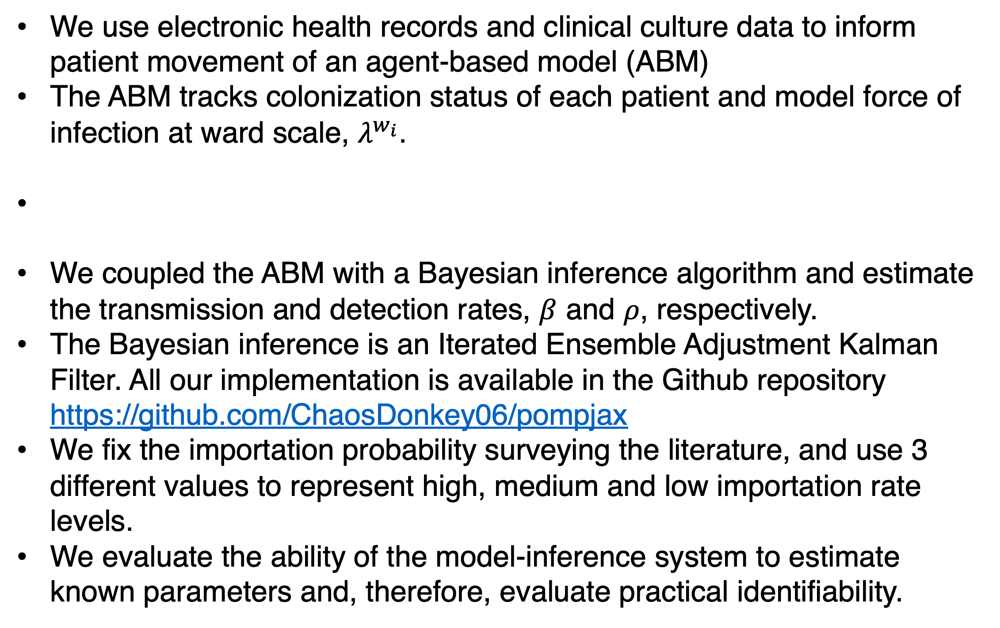 • We use electronic health records and clinical culture data to inform
patient movement of an agent-based model (ABM)
• The ABM tracks colonization status of each patient and model force of
infection at ward scale, λ^{w_i}.
•
• We coupled the ABM with a Bayesian inference algorithm and estimate
the transmission and detection rates, β and ρ, respectively.
• The Bayesian inference is an Iterated Ensemble Adjustment Kalman
Filter. All our implementation is available in the Github repository
https://github.com/ChaosDonkey06/pompjax
• We fix the importation probability surveying the literature, and use 3
different values to represent high, medium and low importation rate
levels.
• We evaluate the ability of the model-inference system to estimate
known parameters and, therefore, evaluate practical identifiability.